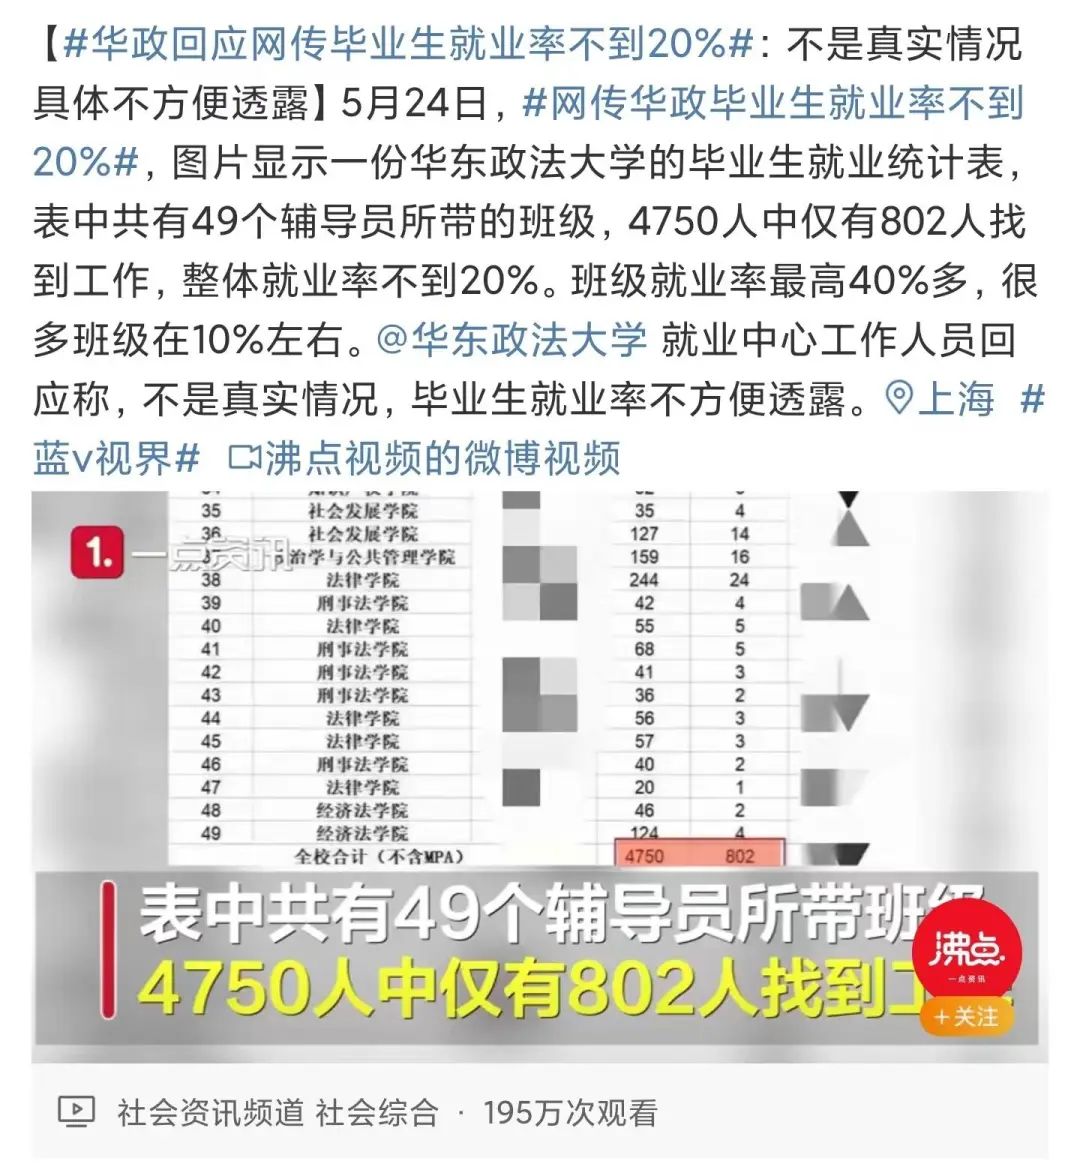 【#华政回应网传毕业生就业率不到20%#：不是真实情况
具体不方便透露】5月24日，#网传华政毕业生就业率不到
20%#，图片显示一份华东政法大学的毕业生就业统计表，
表中共有49个辅导员所带的班级，4750人中仅有802人找
到工作，整体就业率不到20%。班级就业率最高40%多，很
多班级在10%左右。@华东政法大学 就业中心工作人员回
应称，不是真实情况，毕业生就业率不方便透露。上海 #
蓝v视界# 沸点视频的微博视频
35 社会发展学院 35 4
1. 一点资讯
36 社会发展学院 127 14
治学与公共管理学院 159 16
38 法律学院 244 24
39 刑事法学院 42 4
40 法律学院 55 5
41 刑事法学院 68 5
42 刑事法学院 41 3
43 刑事法学院 36 2
44 法律学院 56 3
45 法律学院 57 3
46 刑事法学院 40 2
47 法律学院 20 1
48 经济法学院 46 2
49 经济法学院 124 4
全校合计（不含MPA） 4750 802
表中共有49个辅导员所带班级
4750人中仅有802人找到工
沸点
一点资讯
+关注
社会资讯频道 社会综合 · 195万次观看